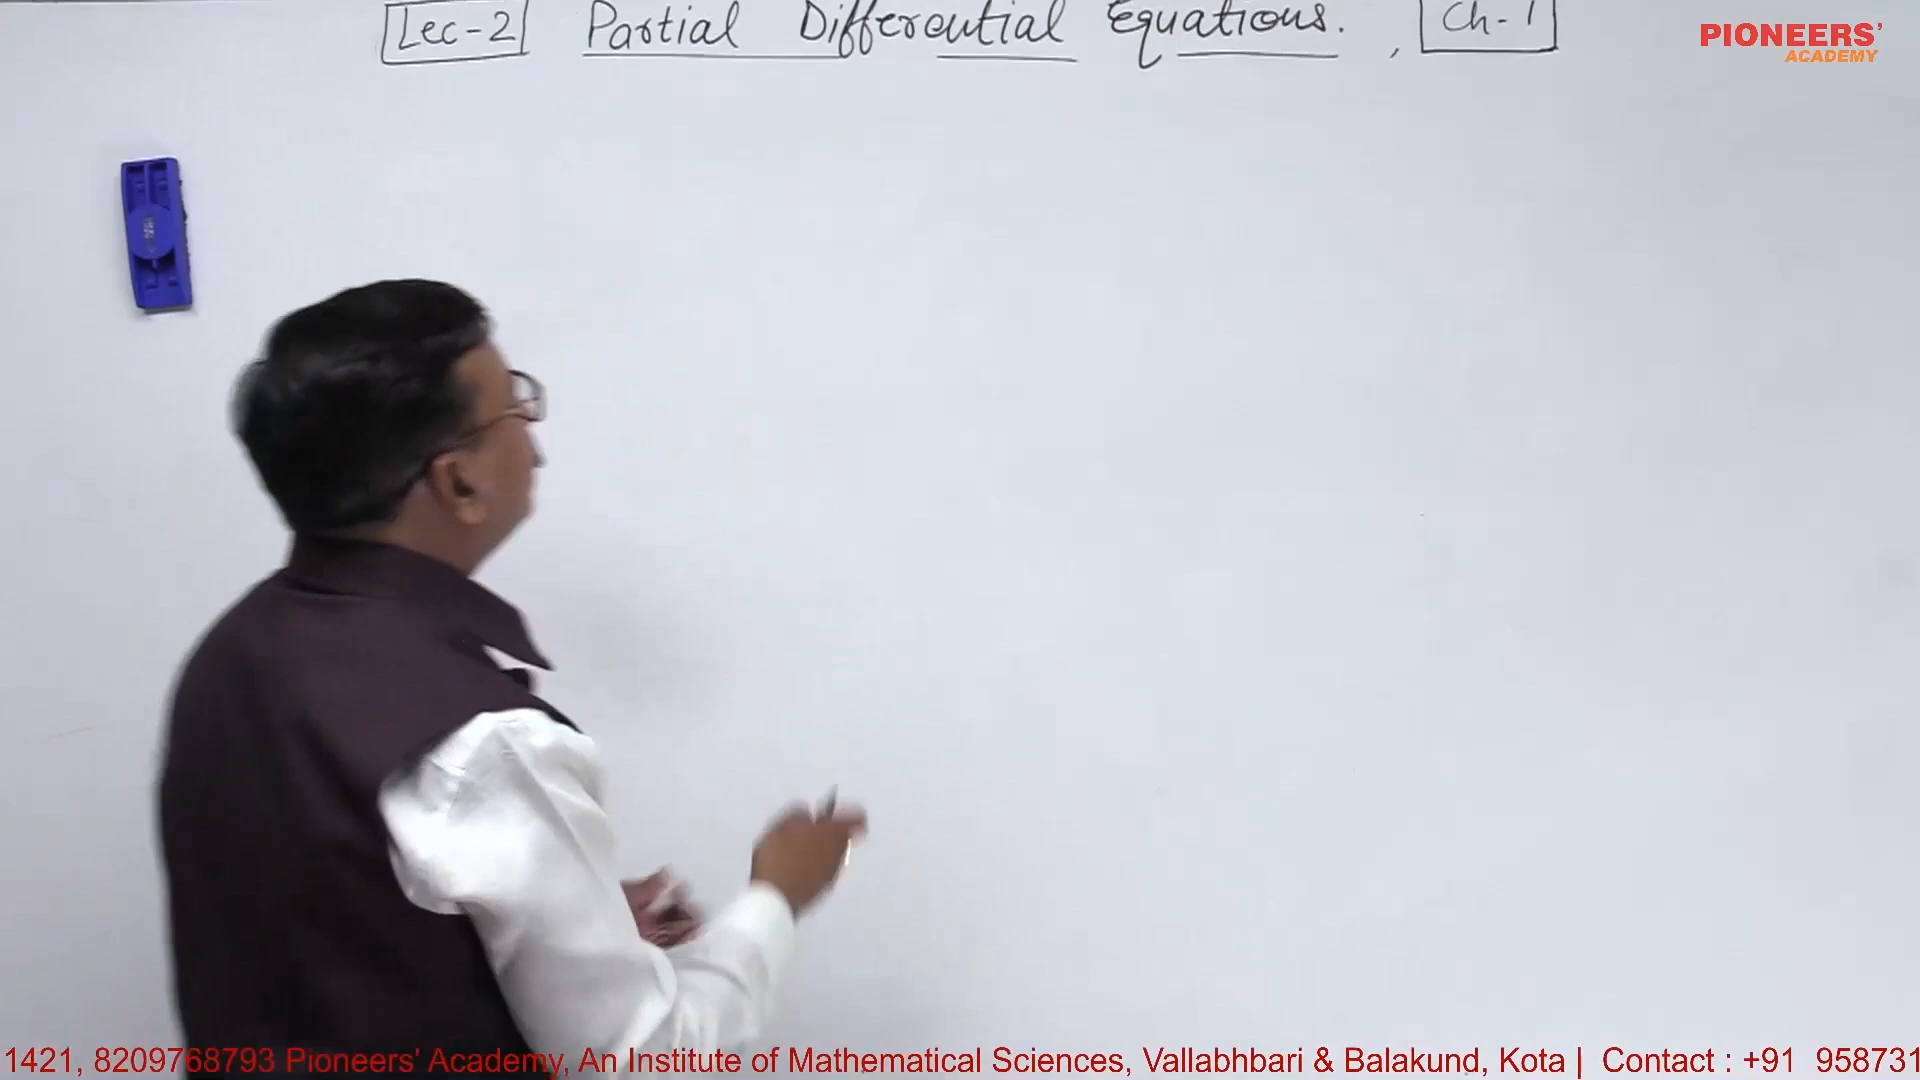 Lec-2 Partial Differential Equations. , Ch-1
PIONEERS'
ACADEMY
1421, 8209768793 Pioneers' Academy, An Institute of Mathematical Sciences, Vallabhbari & Balakund, Kota | Contact : +91 958731